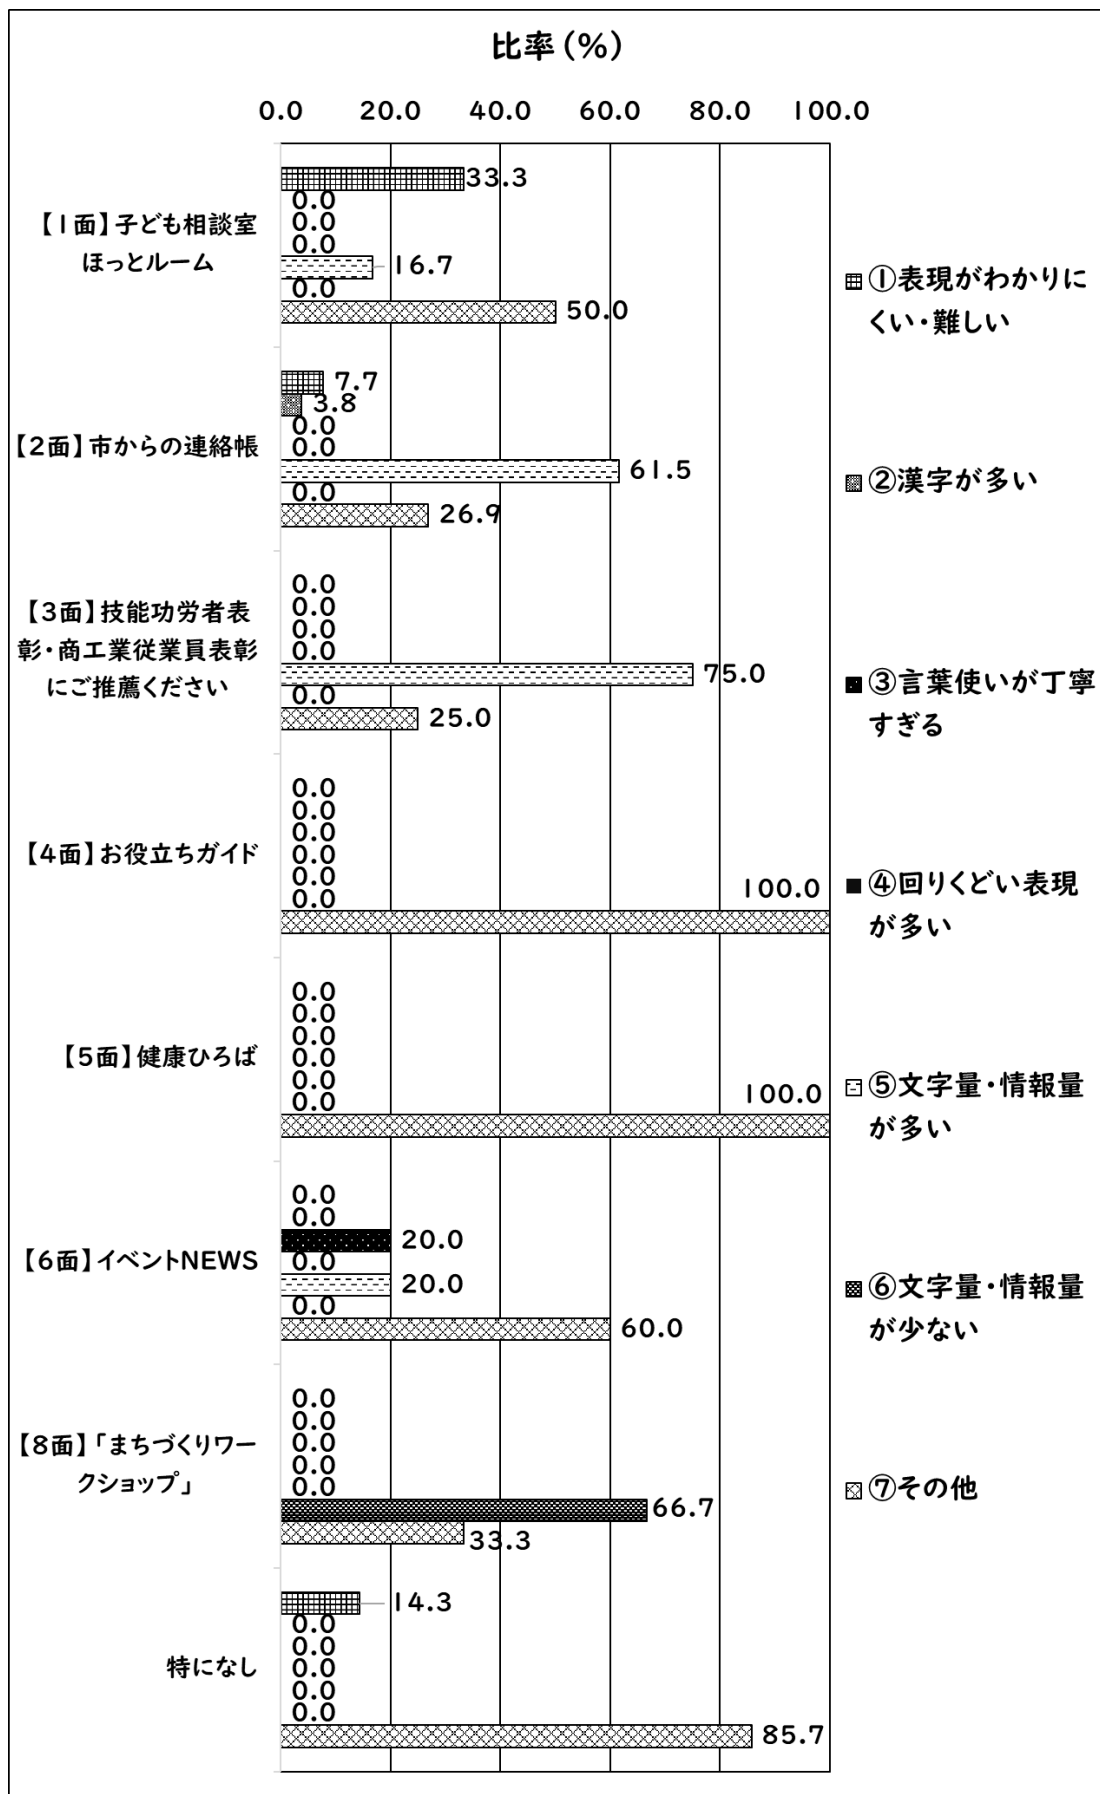 比率(%)
0.0 20.0 40.0 60.0 80.0 100.0
【1面】子ども相談室
ほっとルーム
33.3
0.0
0.0
0.0
16.7
0.0
50.0
【2面】市からの連絡帳
7.7
3.8
0.0
0.0
61.5
0.0
26.9
【3面】技能功労者表
彰・商工業従業員表彰
にご推薦ください
0.0
0.0
0.0
0.0
75.0
0.0
25.0
【4面】お役立ちガイド
0.0
0.0
0.0
0.0
0.0
0.0
100.0
【5面】健康ひろば
0.0
0.0
0.0
0.0
0.0
0.0
100.0
【6面】イベントNEWS
0.0
0.0
20.0
0.0
20.0
0.0
60.0
【8面】「まちづくりワー
クショップ」
0.0
0.0
0.0
0.0
0.0
66.7
33.3
特になし
14.3
0.0
0.0
0.0
0.0
0.0
85.7
①表現がわかりに
くい・難しい
②漢字が多い
③言葉使いが丁寧
すぎる
④回りくどい表現
が多い
⑤文字量・情報量
が多い
⑥文字量・情報量
が少ない
⑦その他